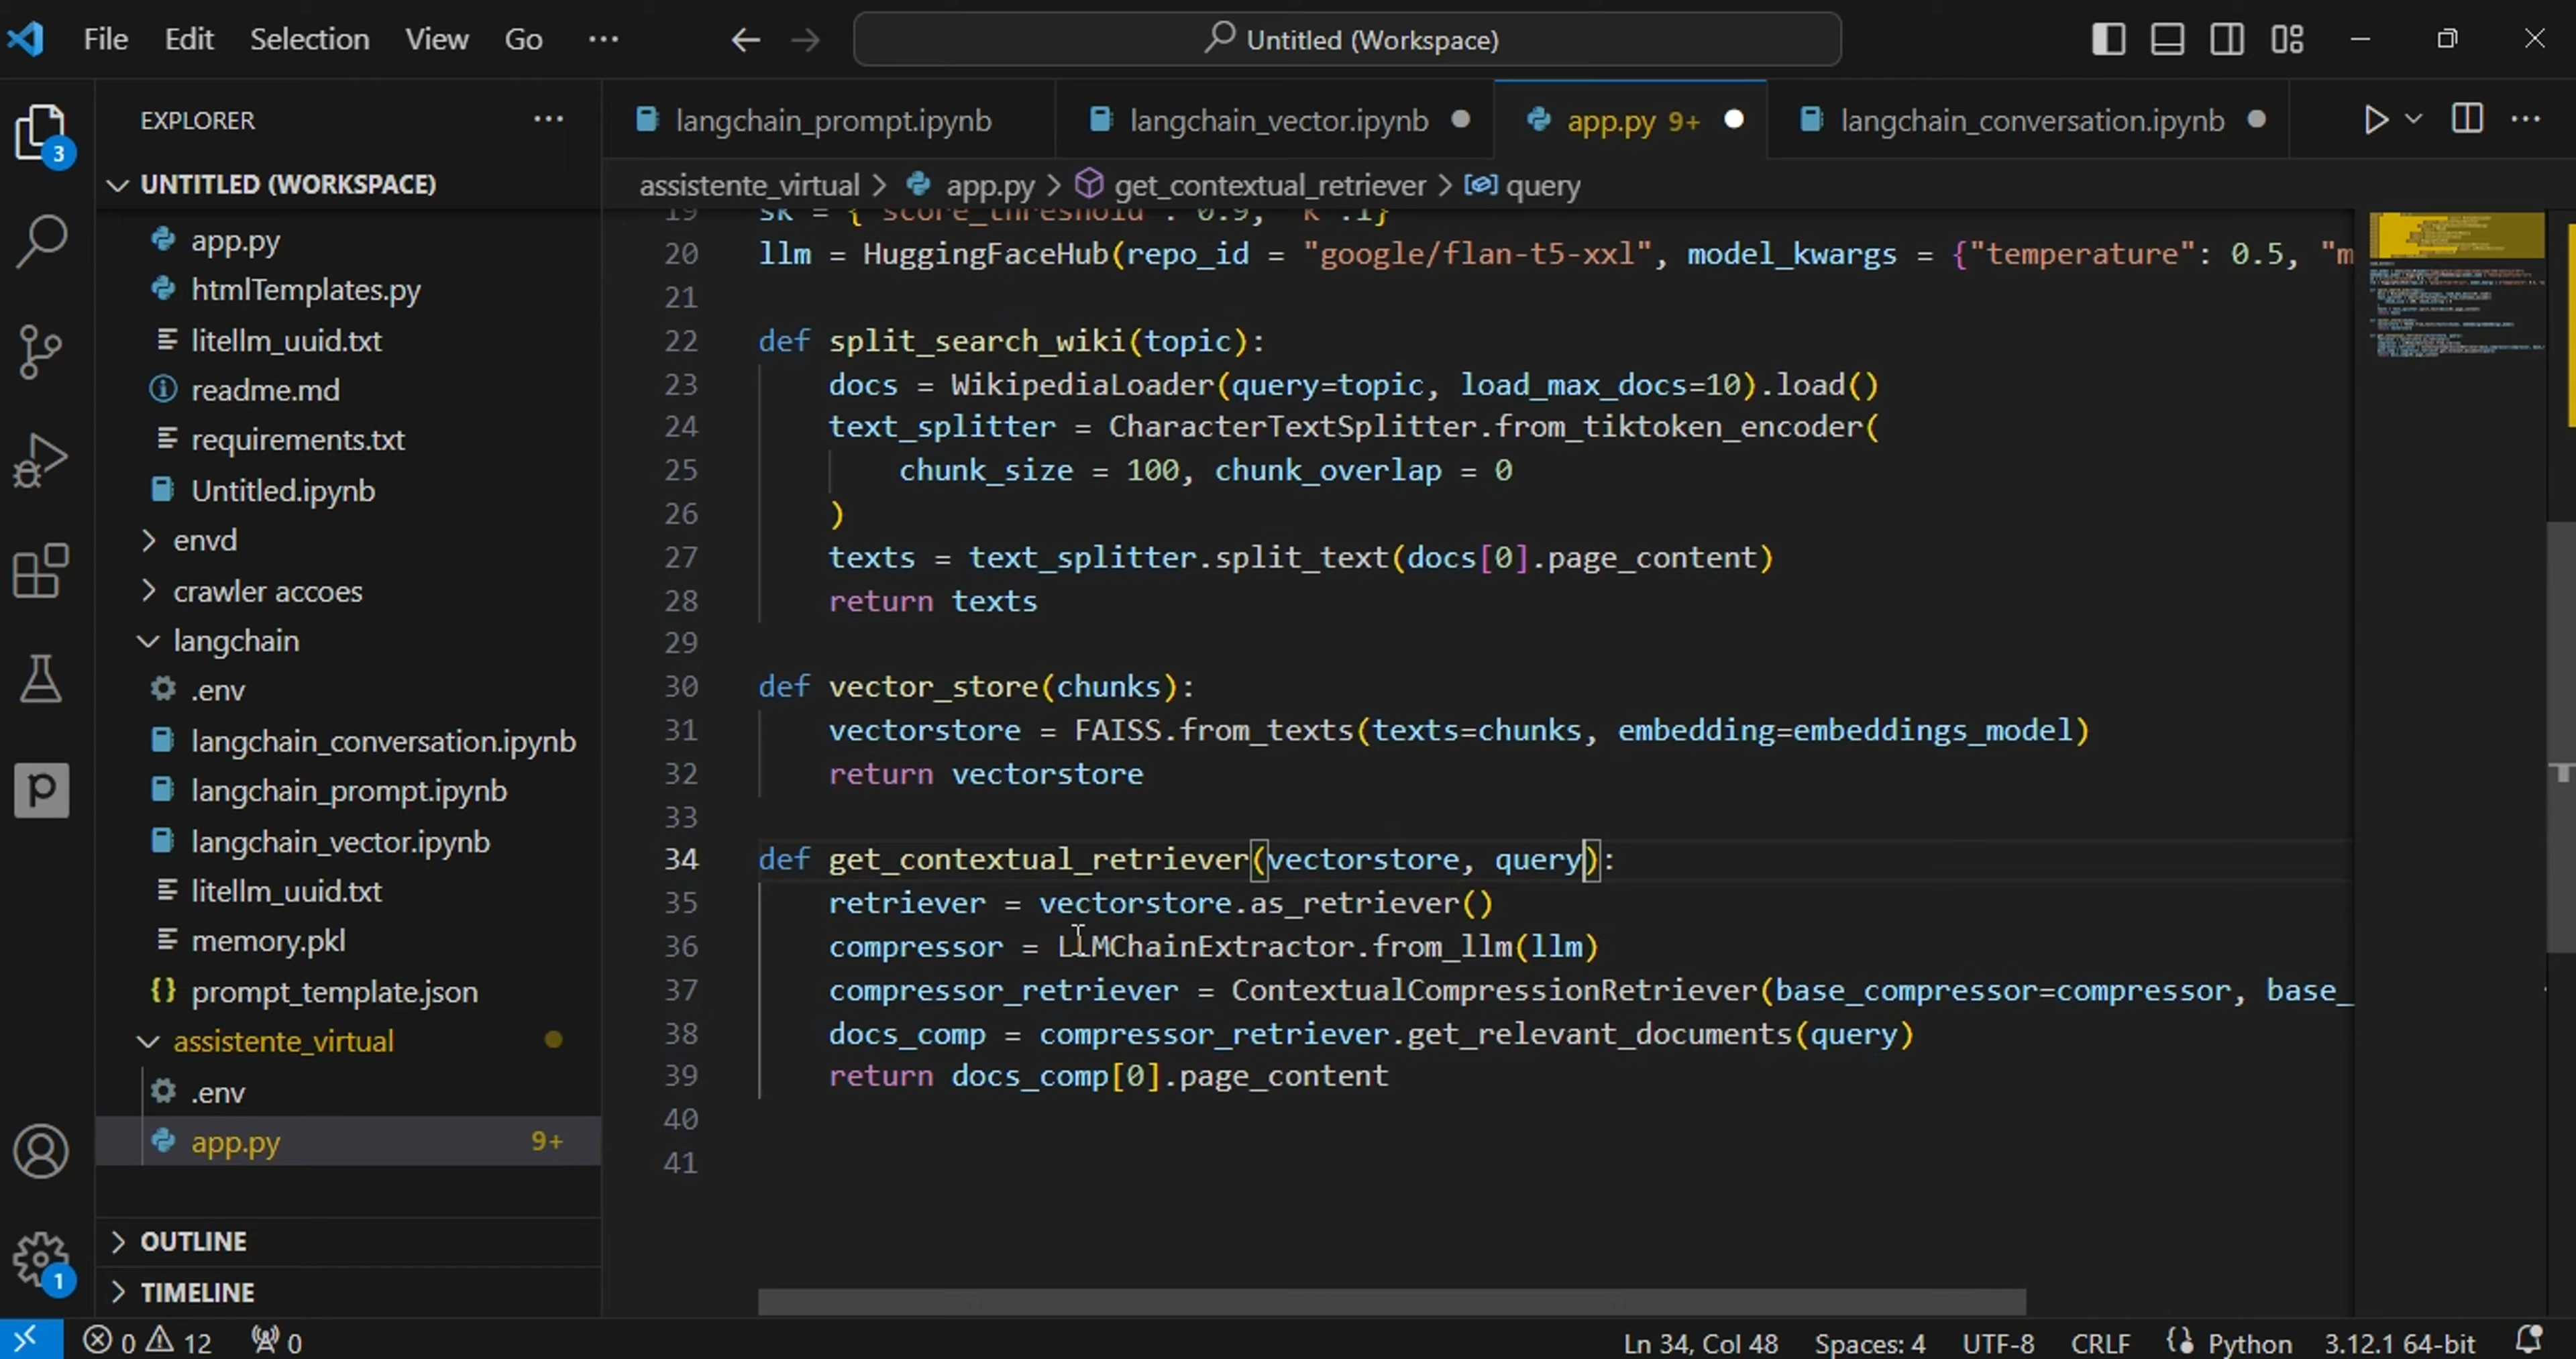 File Edit Selection View Go ··· Untitled (Workspace)
EXPLORER ···
langchain_prompt.ipynb langchain_vector.ipynb app.py 9+ langchain_conversation.ipynb
3
UNTITLED (WORKSPACE)
assistente_virtual > app.py > get_contextual_retriever > query
app.py
htmlTemplates.py
litellm_uuid.txt
readme.md
requirements.txt
Untitled.ipynb
envd
crawler accoes
langchain
.env
langchain_conversation.ipynb
langchain_prompt.ipynb
langchain_vector.ipynb
litellm_uuid.txt
memory.pkl
prompt_template.json
assistente_virtual
.env
app.py 9+
OUTLINE
TIMELINE
1
19 sk = {"score_threshold": 0.9, "k":1}
20 llm = HuggingFaceHub(repo_id = "google/flan-t5-xxl", model_kwargs = {"temperature": 0.5, "m
21
22 def split_search_wiki(topic):
23 docs = WikipediaLoader(query=topic, load_max_docs=10).load()
24 text_splitter = CharacterTextSplitter.from_tiktoken_encoder(
25 chunk_size = 100, chunk_overlap = 0
26 )
27 texts = text_splitter.split_text(docs[0].page_content)
28 return texts
29
30 def vector_store(chunks):
31 vectorstore = FAISS.from_texts(texts=chunks, embedding=embeddings_model)
32 return vectorstore
33
34 def get_contextual_retriever(vectorstore, query):
35 retriever = vectorstore.as_retriever()
36 compressor = LLMChainExtractor.from_llm(llm)
37 compressor_retriever = ContextualCompressionRetriever(base_compressor=compressor, base_
38 docs_comp = compressor_retriever.get_relevant_documents(query)
39 return docs_comp[0].page_content
40
41
0 12 0 Ln 34, Col 48 Spaces: 4 UTF-8 CRLF Python 3.12.1 64-bit